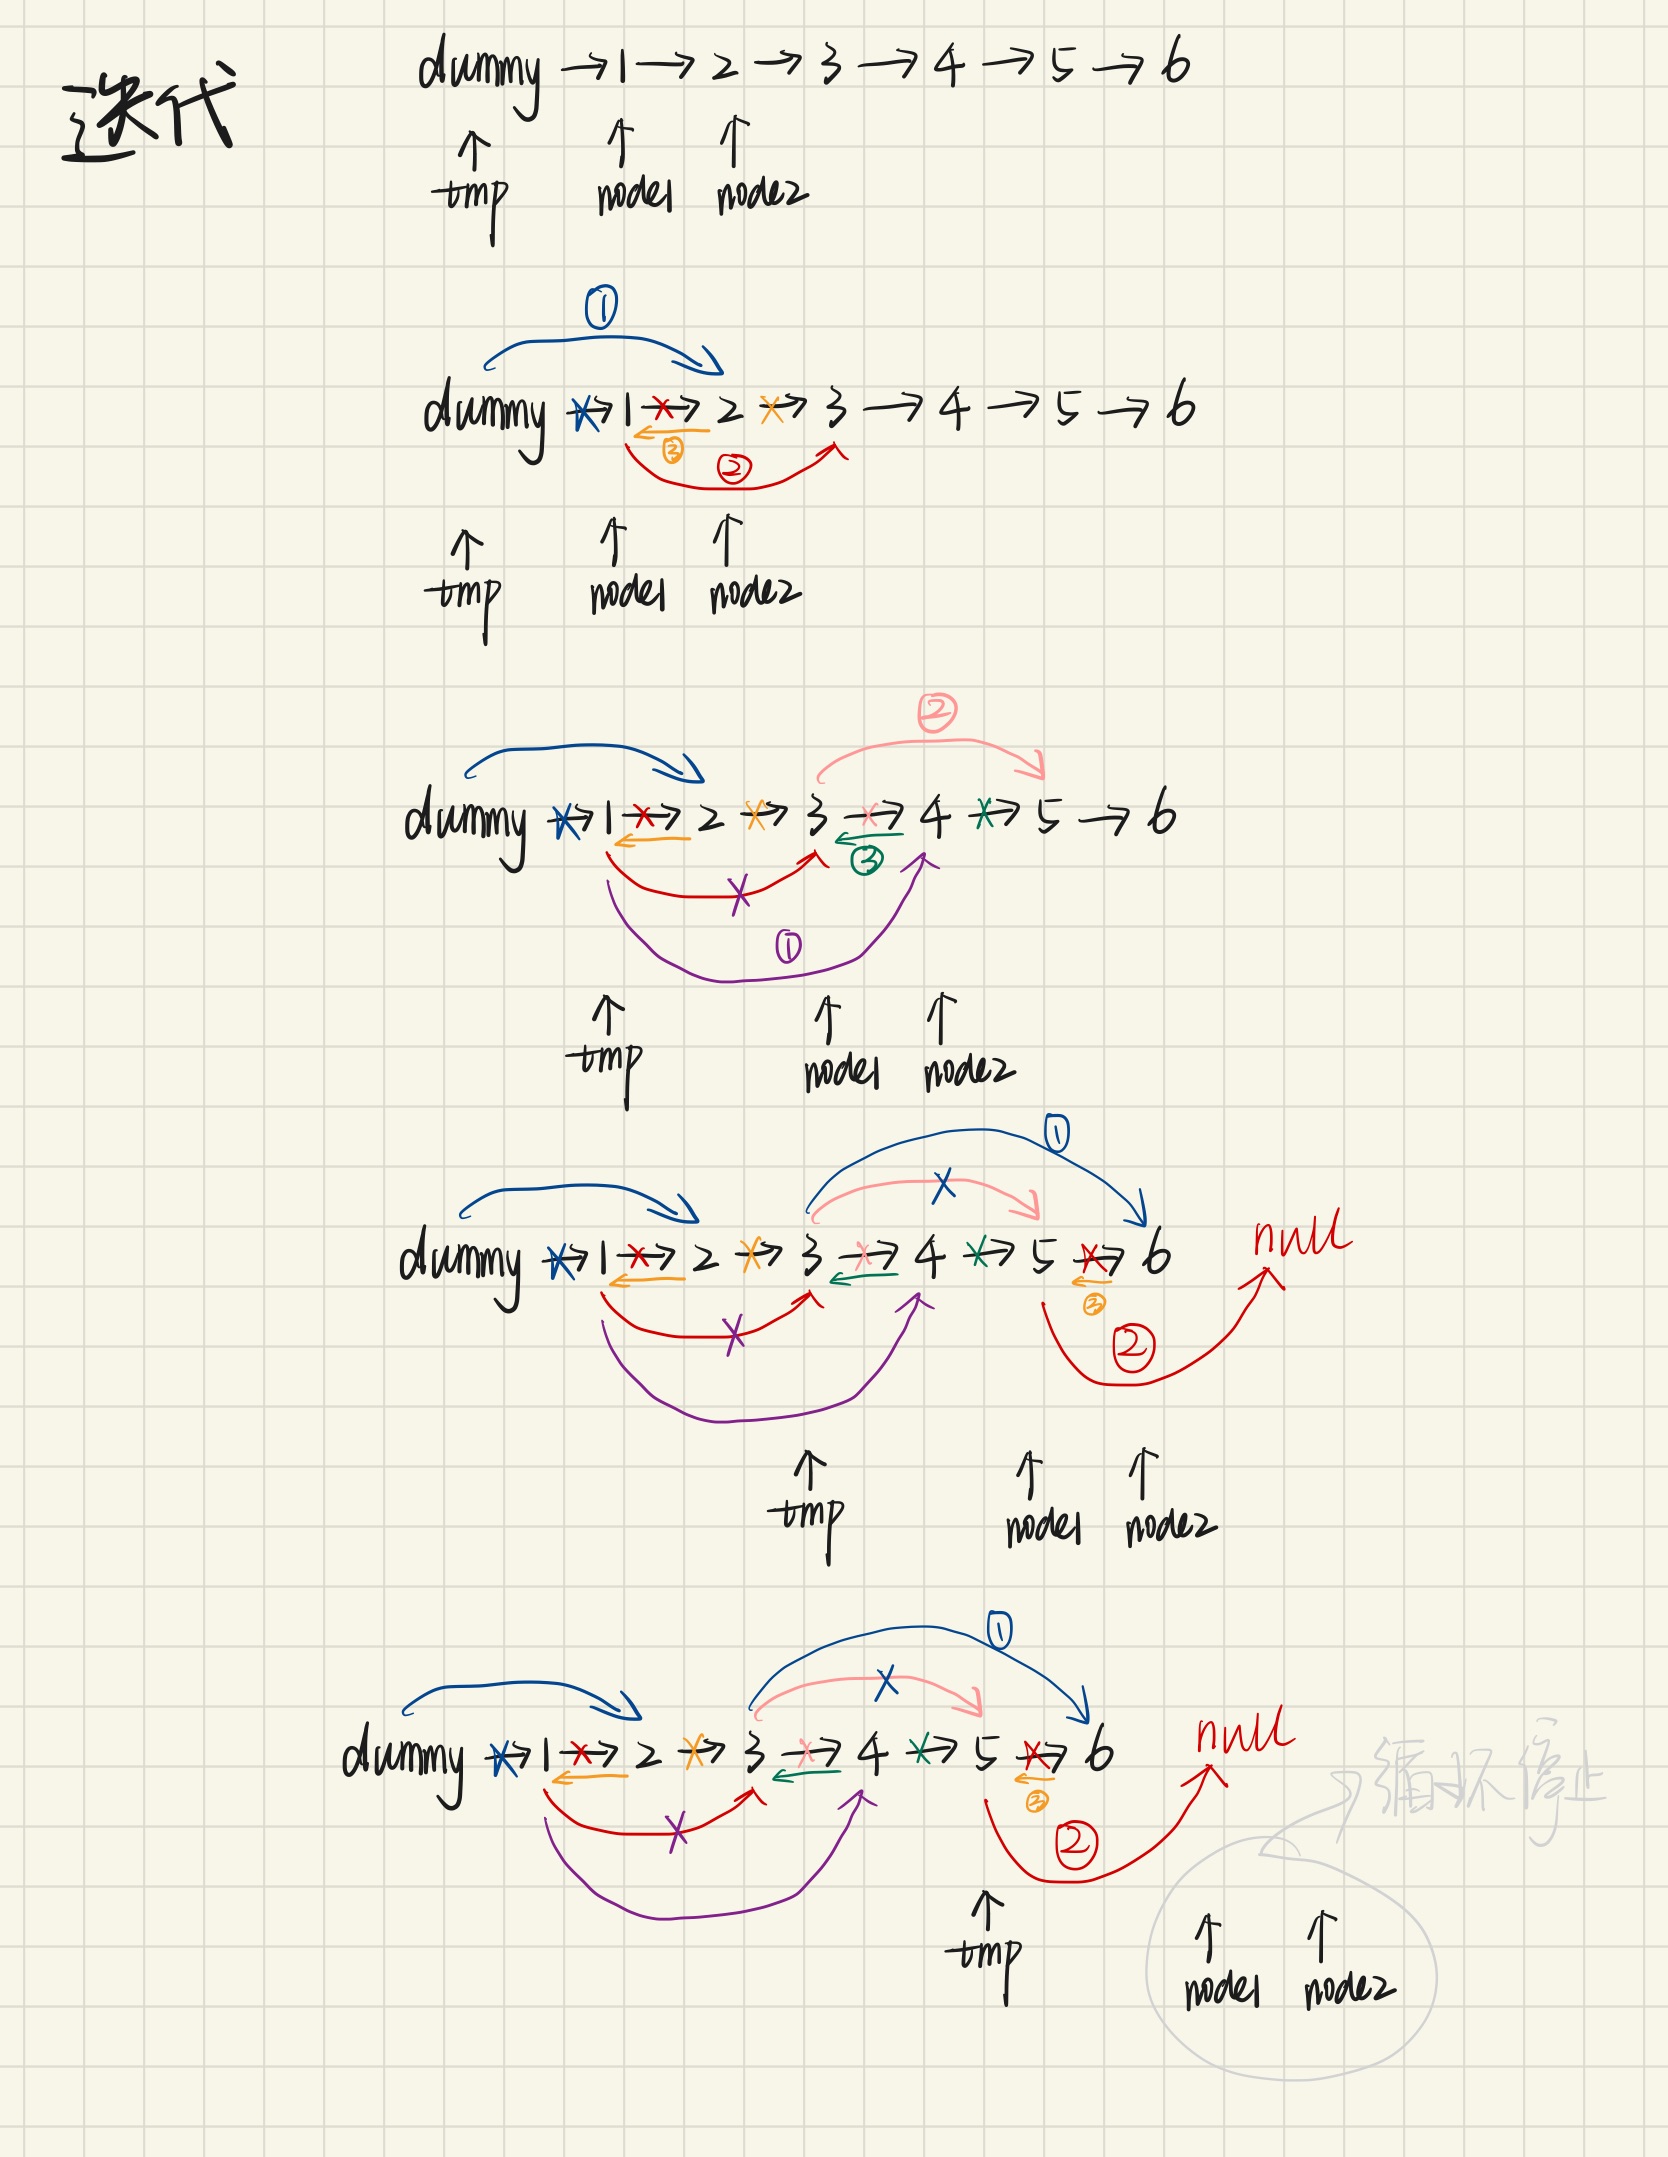 迭代
dummy → 1 → 2 → 3 → 4 → 5 → 6
tmp node1 node2
①
dummy → 1 → 2 → 3 → 4 → 5 → 6
③
②
tmp node1 node2
②
dummy → 1 → 2 → 3 → 4 → 5 → 6
③
①
tmp node1 node2
①
null
dummy → 1 → 2 → 3 → 4 → 5 → 6
③
②
tmp node1 node2
①
null
dummy → 1 → 2 → 3 → 4 → 5 → 6
循环停止
③
②
tmp
node1 node2